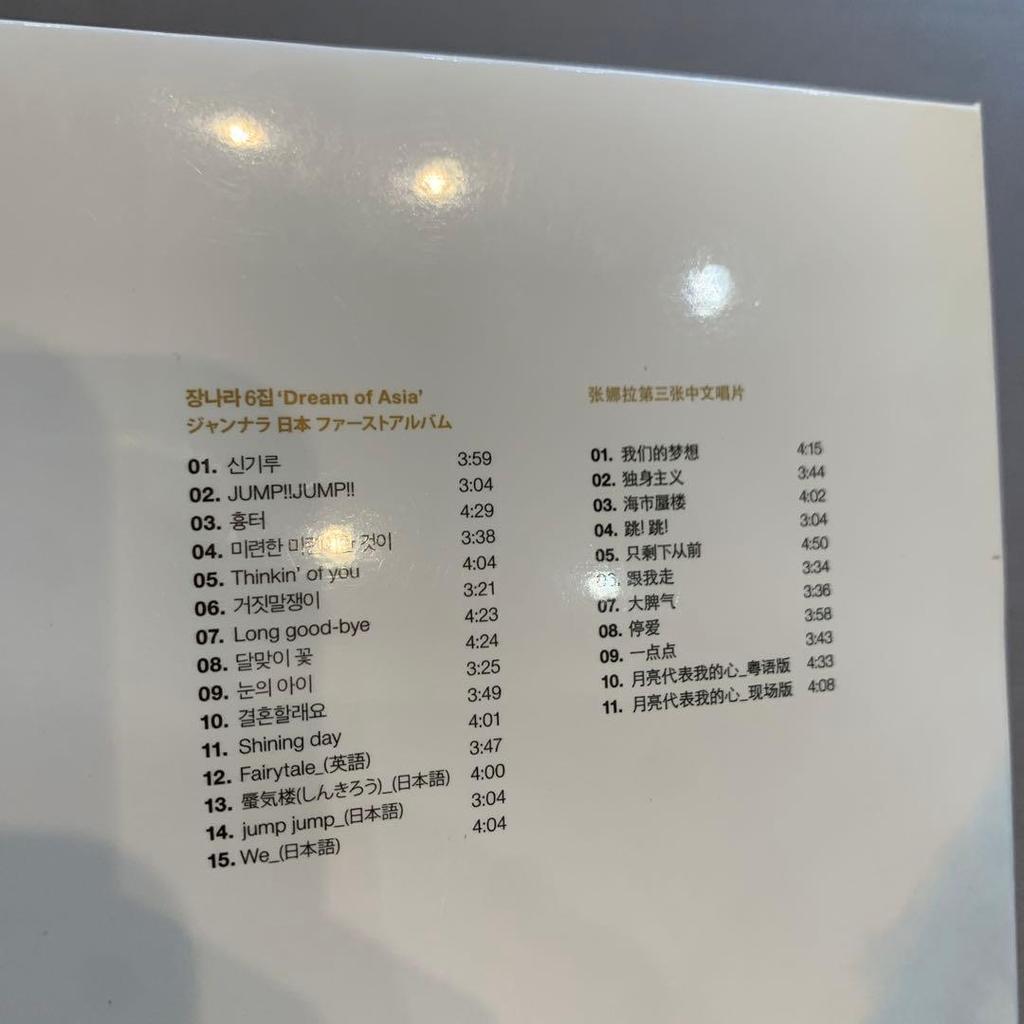 장나라 6집 ‘Dream of Asia’
ジャンナラ 日本 ファーストアルバム
01. 신기루 3:59
02. JUMP!!JUMP!! 3:04
03. 흉터 4:29
04. 미련한 것이 3:38
05. Thinkin’ of you 4:04
06. 거짓말쟁이 3:21
07. Long good-bye 4:23
08. 달맞이 꽃 4:24
09. 눈의 아이 3:25
10. 결혼할래요 3:49
11. Shining day 4:01
12. Fairytale_(英語) 3:47
13. 蜃気楼(しんきろう)_(日本語) 4:00
14. jump jump_(日本語) 3:04
15. We_(日本語) 4:04
张娜拉第三张中文唱片
01. 我们的梦想 4:15
02. 独身主义 3:44
03. 海市蜃楼 4:02
04. 跳! 跳! 3:04
05. 只剩下从前 4:50
06. 跟我走 3:34
07. 大脾气 3:36
08. 停爱 3:58
09. 一点点 3:43
10. 月亮代表我的心_粤语版 4:33
11. 月亮代表我的心_现场版 4:08